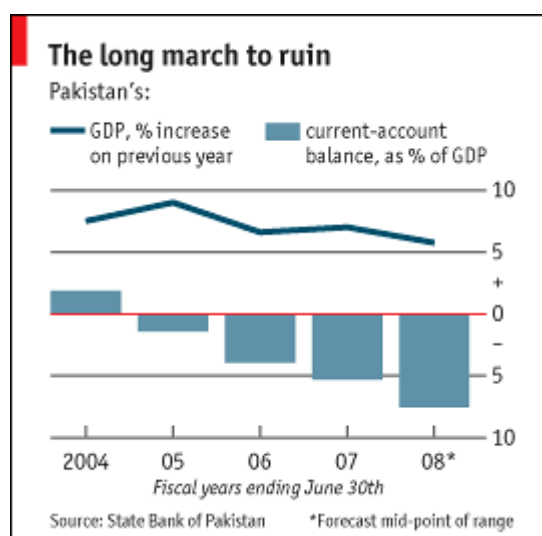 The long march to ruin
Pakistan's:
GDP, % increase
on previous year
current-account
balance, as % of GDP
10
5
+
0
–
5
10
2004 05 06 07 08*
Fiscal years ending June 30th
Source: State Bank of Pakistan *Forecast mid-point of range